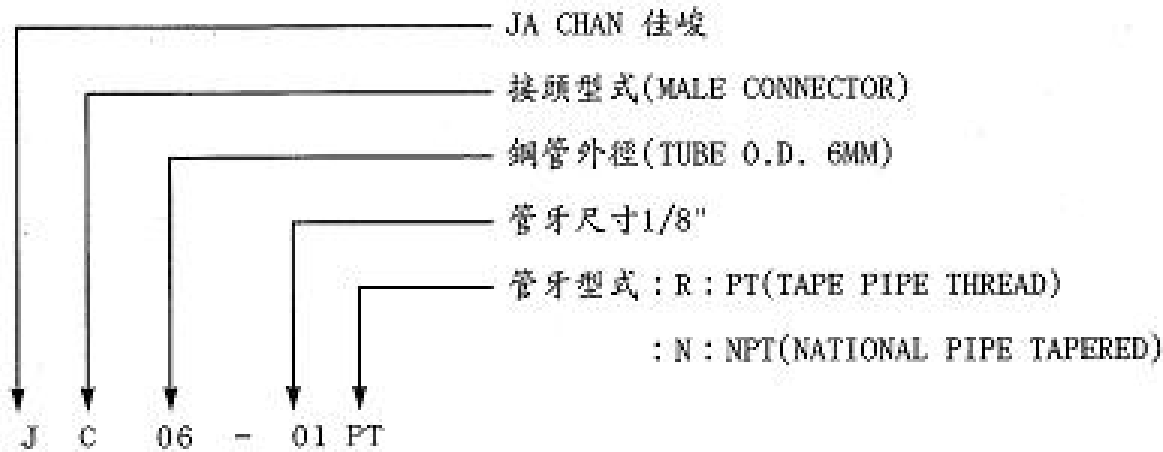 JA CHAN 佳峻
接頭型式(MALE CONNECTOR)
鋼管外徑(TUBE O.D. 6MM)
管牙尺寸1/8"
管牙型式：R：PT(TAPE PIPE THREAD)
：N：NPT(NATIONAL PIPE TAPERED)
J C 06 - 01 PT